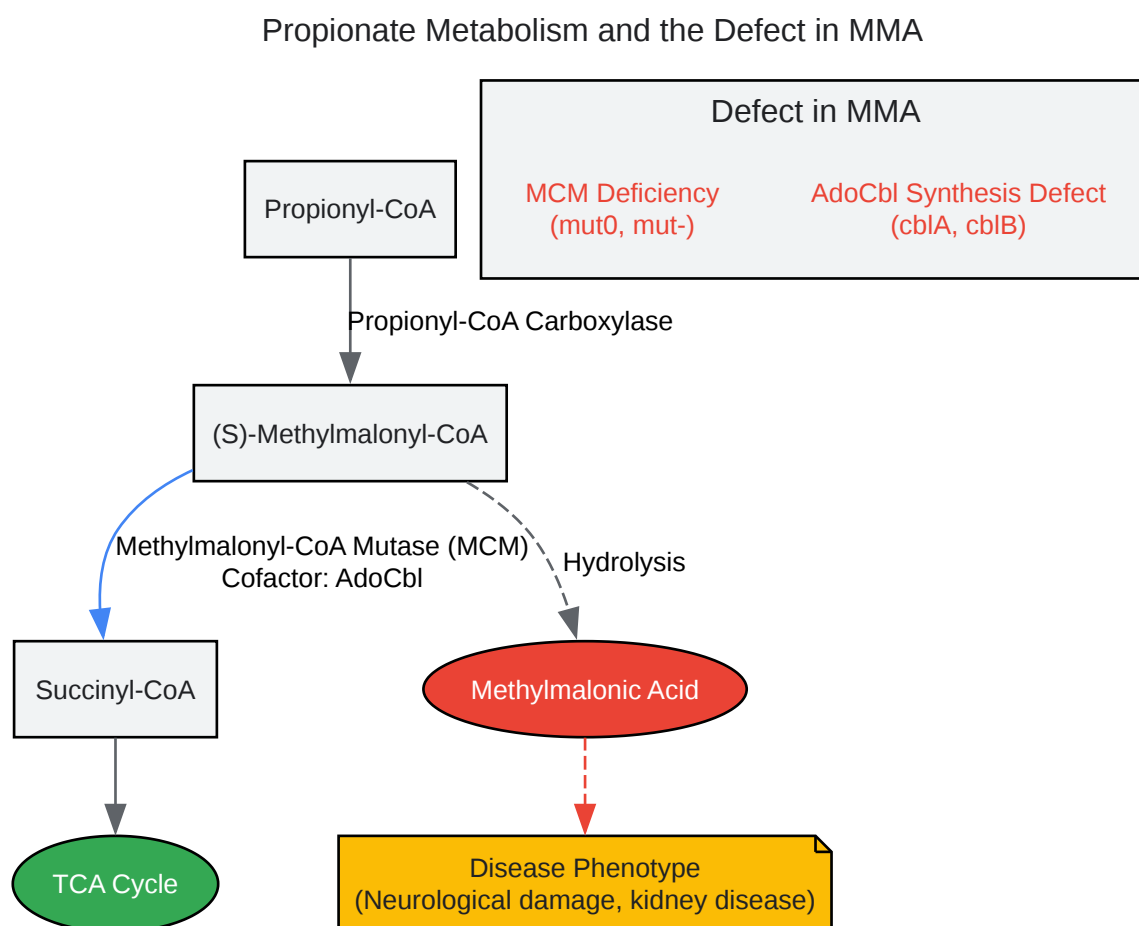 Propionate Metabolism and the Defect in MMA
Defect in MMA
MCM Deficiency
(mut0, mut-)
AdoCbl Synthesis Defect
(cblA, cblB)
Propionyl-CoA
Propionyl-CoA Carboxylase
(S)-Methylmalonyl-CoA
Methylmalonyl-CoA Mutase (MCM)
Cofactor: AdoCbl
Hydrolysis
Succinyl-CoA
Methylmalonic Acid
TCA Cycle
Disease Phenotype
(Neurological damage, kidney disease)